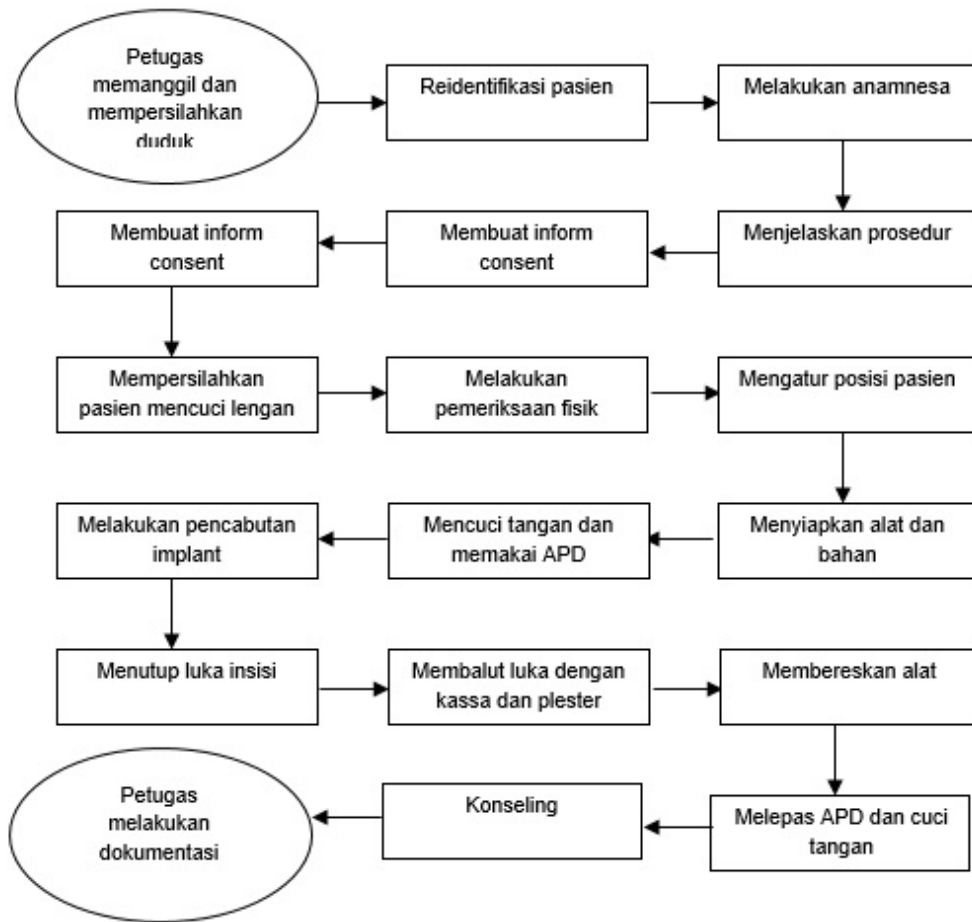 Petugas
memanggil dan
mempersilahkan
duduk
Reidentifikasi pasien
Melakukan anamnesa
Menjelaskan prosedur
Membuat inform
consent
Membuat inform
consent
Mempersilahkan
pasien mencuci lengan
Melakukan
pemeriksaan fisik
Mengatur posisi pasien
Menyiapkan alat dan
bahan
Mencuci tangan dan
memakai APD
Melakukan pencabutan
implant
Menutup luka insisi
Membalut luka dengan
kassa dan plester
Membereskan alat
Melepas APD dan cuci
tangan
Konseling
Petugas
melakukan
dokumentasi